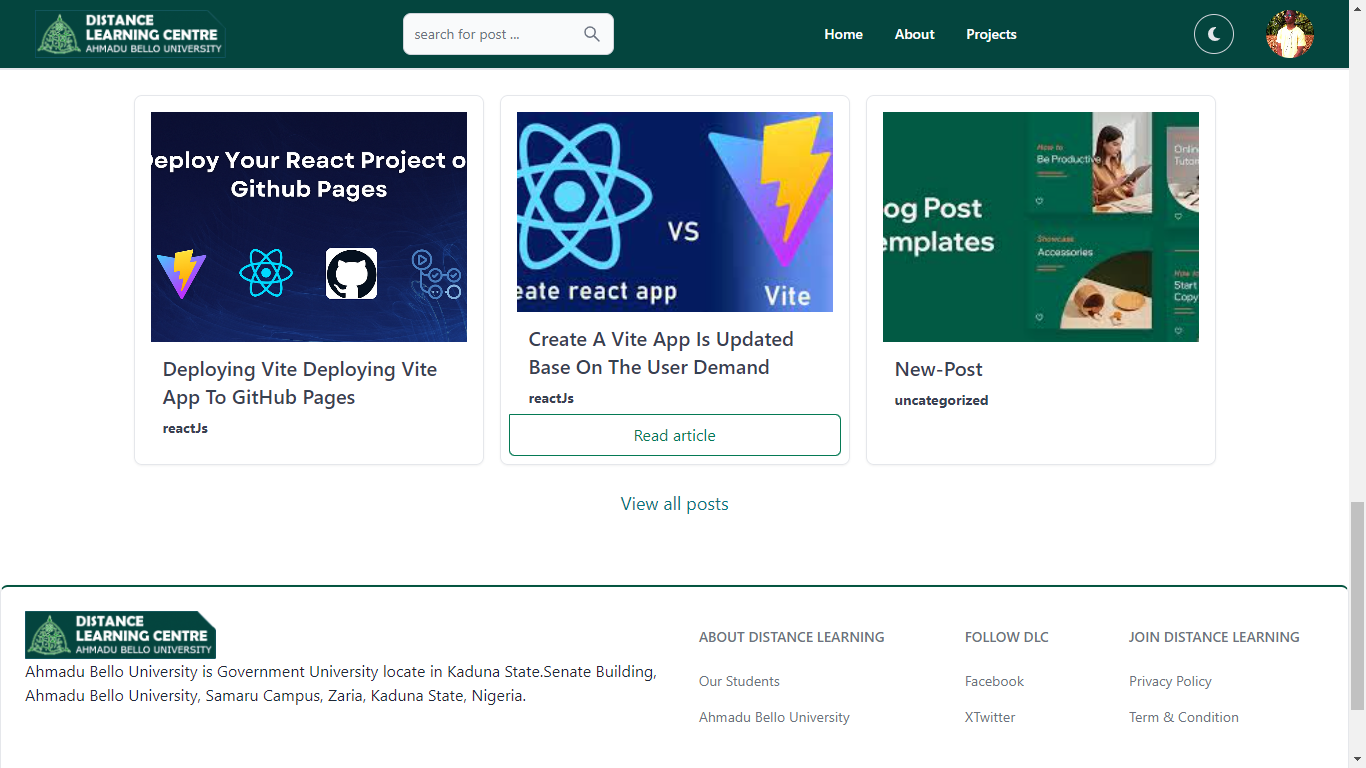 DISTANCE
LEARNING CENTRE
AHMADU BELLO UNIVERSITY
search for post ...
Home
About
Projects
eploy Your React Project o
Github Pages
Deploying Vite Deploying Vite
App To GitHub Pages
reactJs
VS
eate react app
Vite
Create A Vite App Is Updated
Base On The User Demand
reactJs
Read article
og Post
emplates
How to
Be Productive
Onlin
Tutor
Showcase
Accessories
How to
Start
Copy
New-Post
uncategorized
View all posts
DISTANCE
LEARNING CENTRE
AHMADU BELLO UNIVERSITY
Ahmadu Bello University is Government University locate in Kaduna State.Senate Building,
Ahmadu Bello University, Samaru Campus, Zaria, Kaduna State, Nigeria.
ABOUT DISTANCE LEARNING
Our Students
Ahmadu Bello University
FOLLOW DLC
Facebook
XTwitter
JOIN DISTANCE LEARNING
Privacy Policy
Term & Condition